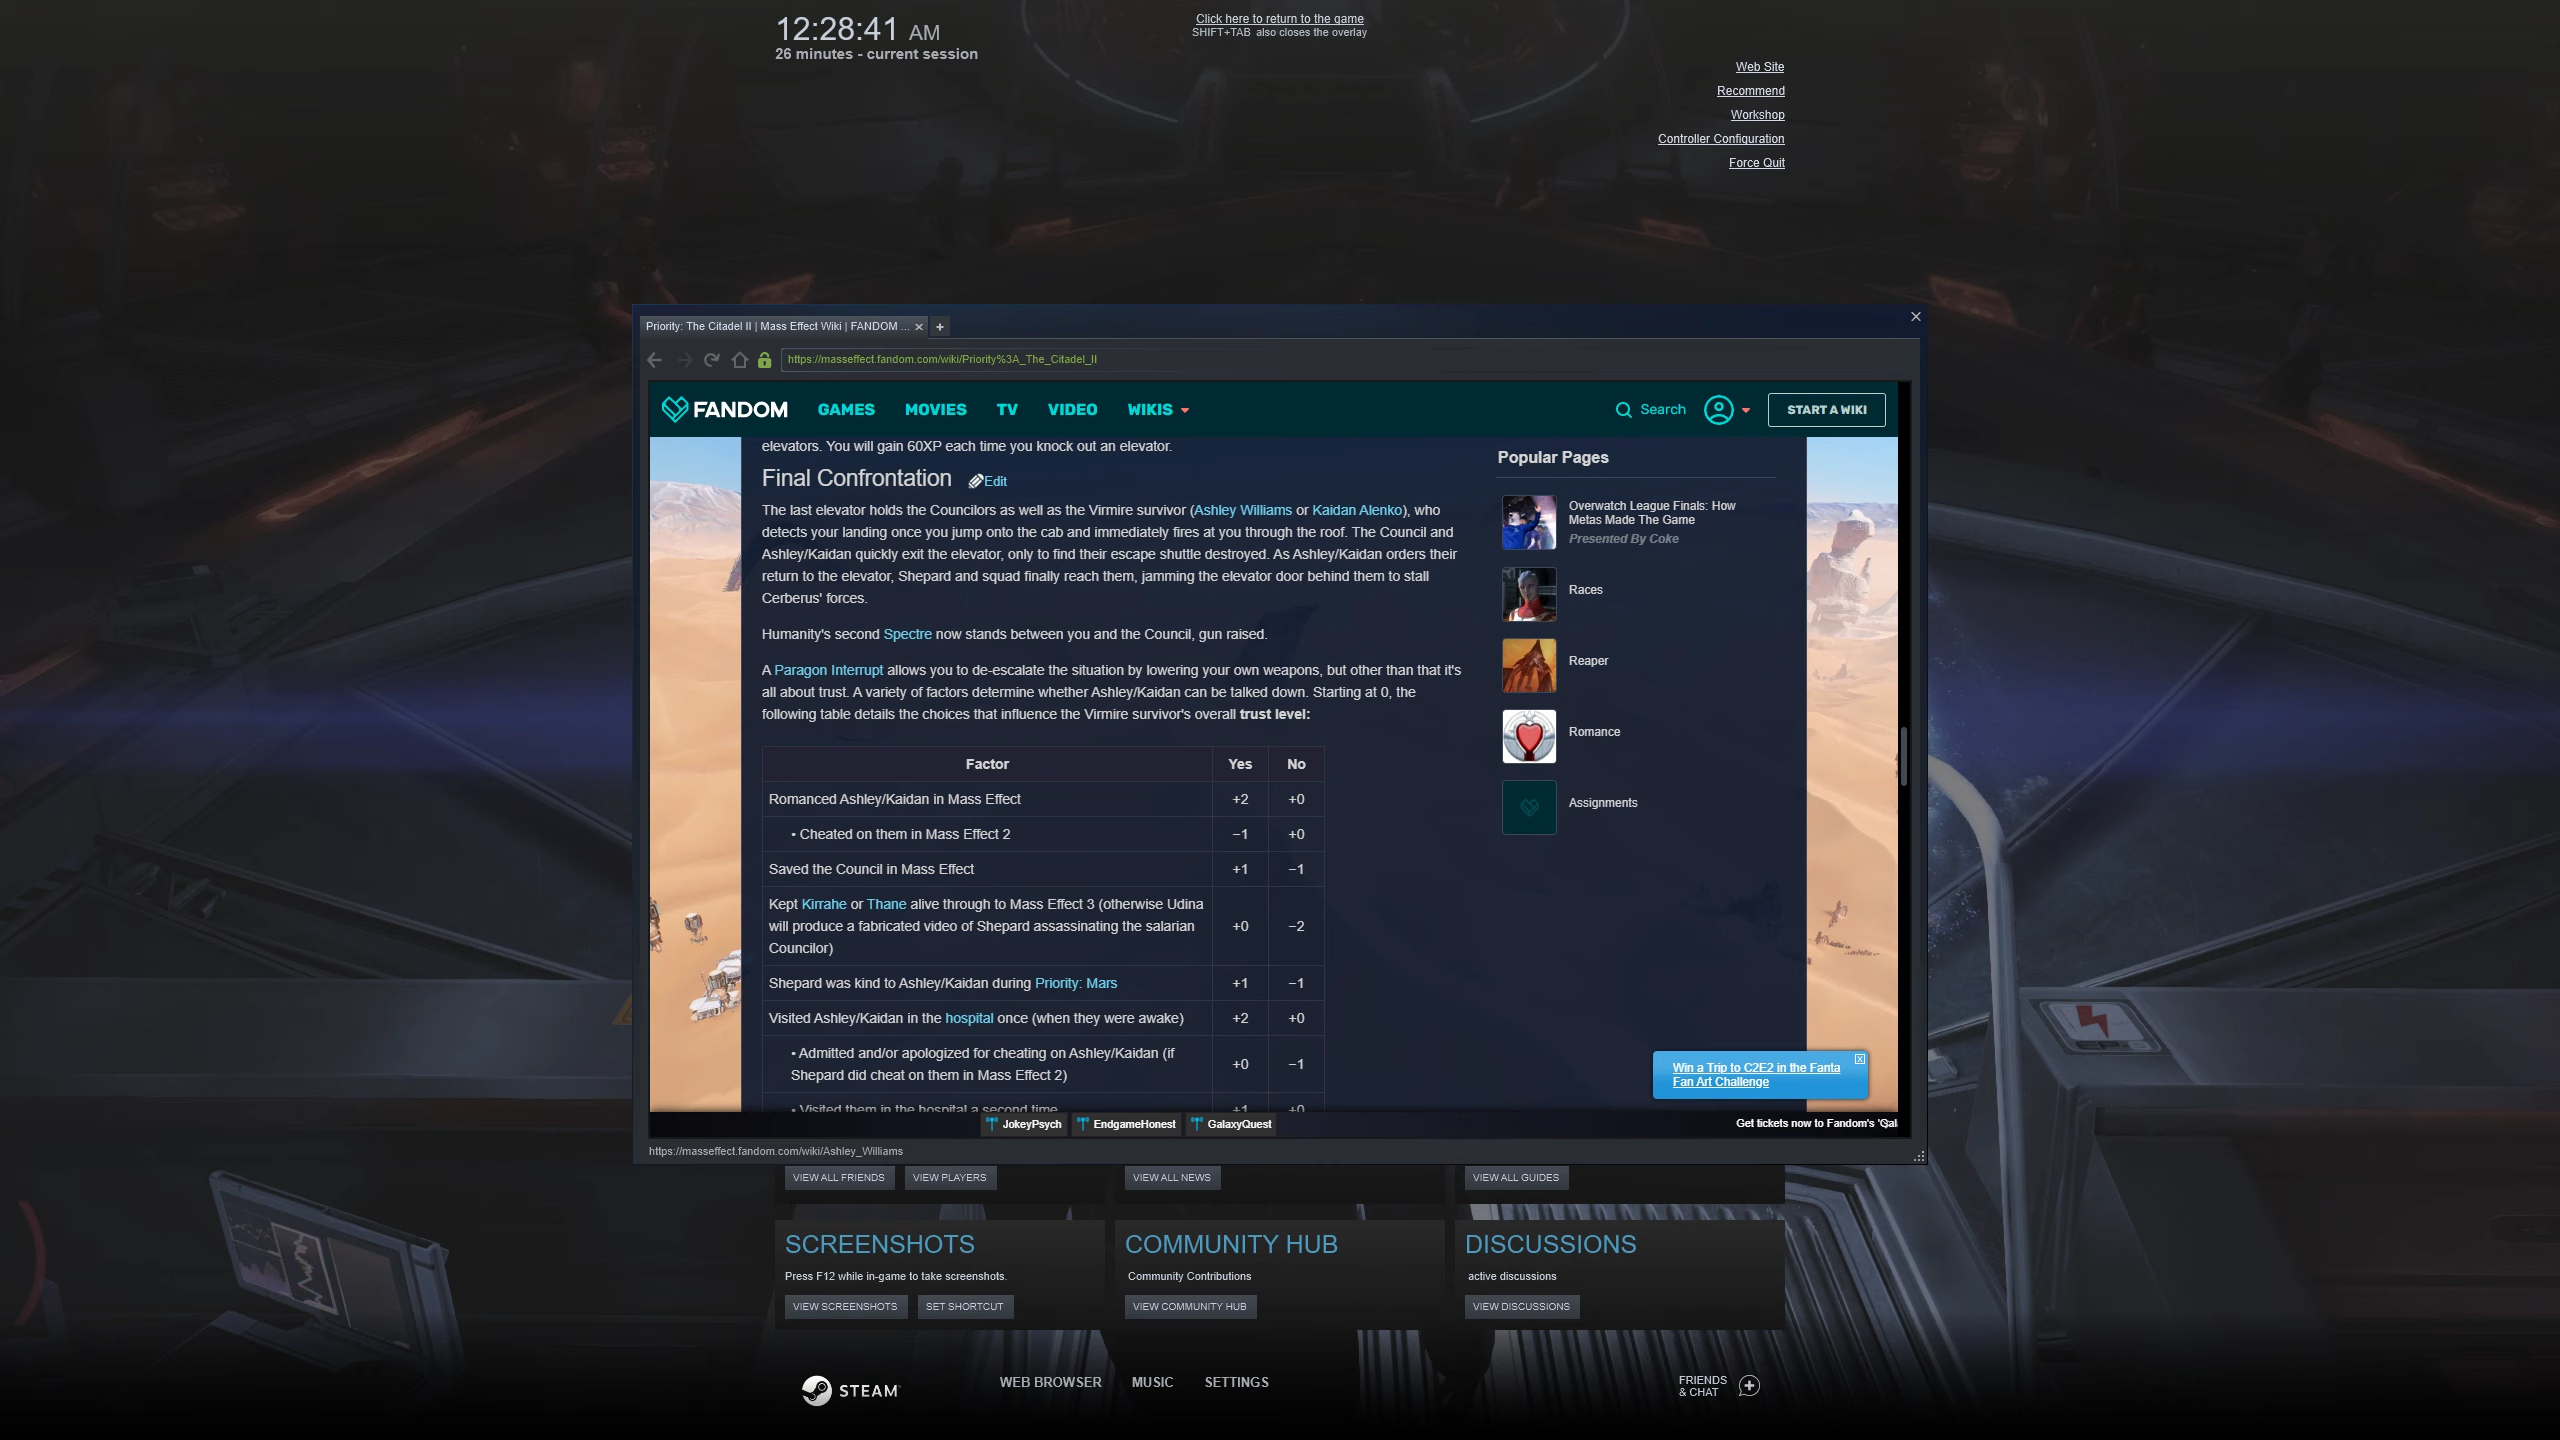 12:28:41 AM
26 minutes - current session
Click here to return to the game
SHIFT+TAB also closes the overlay
Web Site
Recommend
Workshop
Controller Configuration
Force Quit
Priority: The Citadel II | Mass Effect Wiki | FANDOM ...
https://masseffect.fandom.com/wiki/Priority%3A_The_Citadel_II
FANDOM GAMES MOVIES TV VIDEO WIKIS Search START A WIKI
elevators. You will gain 60XP each time you knock out an elevator.
Final Confrontation Edit
The last elevator holds the Councilors as well as the Virmire survivor (Ashley Williams or Kaidan Alenko), who
detects your landing once you jump onto the cab and immediately fires at you through the roof. The Council and
Ashley/Kaidan quickly exit the elevator, only to find their escape shuttle destroyed. As Ashley/Kaidan orders their
return to the elevator, Shepard and squad finally reach them, jamming the elevator door behind them to stall
Cerberus' forces.
Humanity's second Spectre now stands between you and the Council, gun raised.
A Paragon Interrupt allows you to de-escalate the situation by lowering your own weapons, but other than that it's
all about trust. A variety of factors determine whether Ashley/Kaidan can be talked down. Starting at 0, the
following table details the choices that influence the Virmire survivor's overall trust level:
Factor Yes No
Romanced Ashley/Kaidan in Mass Effect +2 +0
• Cheated on them in Mass Effect 2 −1 +0
Saved the Council in Mass Effect +1 −1
Kept Kirrahe or Thane alive through to Mass Effect 3 (otherwise Udina
will produce a fabricated video of Shepard assassinating the salarian
Councilor) +0 −2
Shepard was kind to Ashley/Kaidan during Priority: Mars +1 −1
Visited Ashley/Kaidan in the hospital once (when they were awake) +2 +0
• Admitted and/or apologized for cheating on Ashley/Kaidan (if
Shepard did cheat on them in Mass Effect 2) +0 −1
• Visited them in the hospital a second time +1 +0
Popular Pages
Overwatch League Finals: How
Metas Made The Game
Presented By Coke
Races
Reaper
Romance
Assignments
Win a Trip to C2E2 in the Fanta
Fan Art Challenge
JokeyPsych EndgameHonest GalaxyQuest
Get tickets now to Fandom's 'Gal
https://masseffect.fandom.com/wiki/Ashley_Williams
VIEW ALL FRIENDS VIEW PLAYERS VIEW ALL NEWS VIEW ALL GUIDES
SCREENSHOTS
Press F12 while in-game to take screenshots.
VIEW SCREENSHOTS SET SHORTCUT
COMMUNITY HUB
Community Contributions
VIEW COMMUNITY HUB
DISCUSSIONS
active discussions
VIEW DISCUSSIONS
STEAM WEB BROWSER MUSIC SETTINGS
FRIENDS
& CHAT